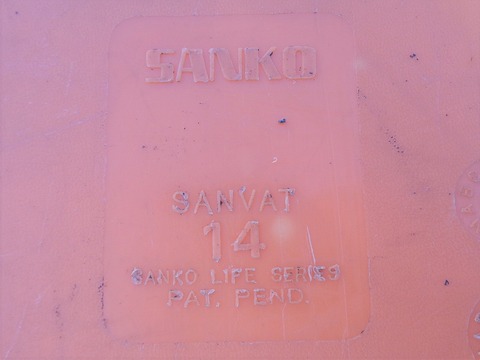 SANKO
SANVAT
14
SANKO LIFE SERIES
PAT. PEND.